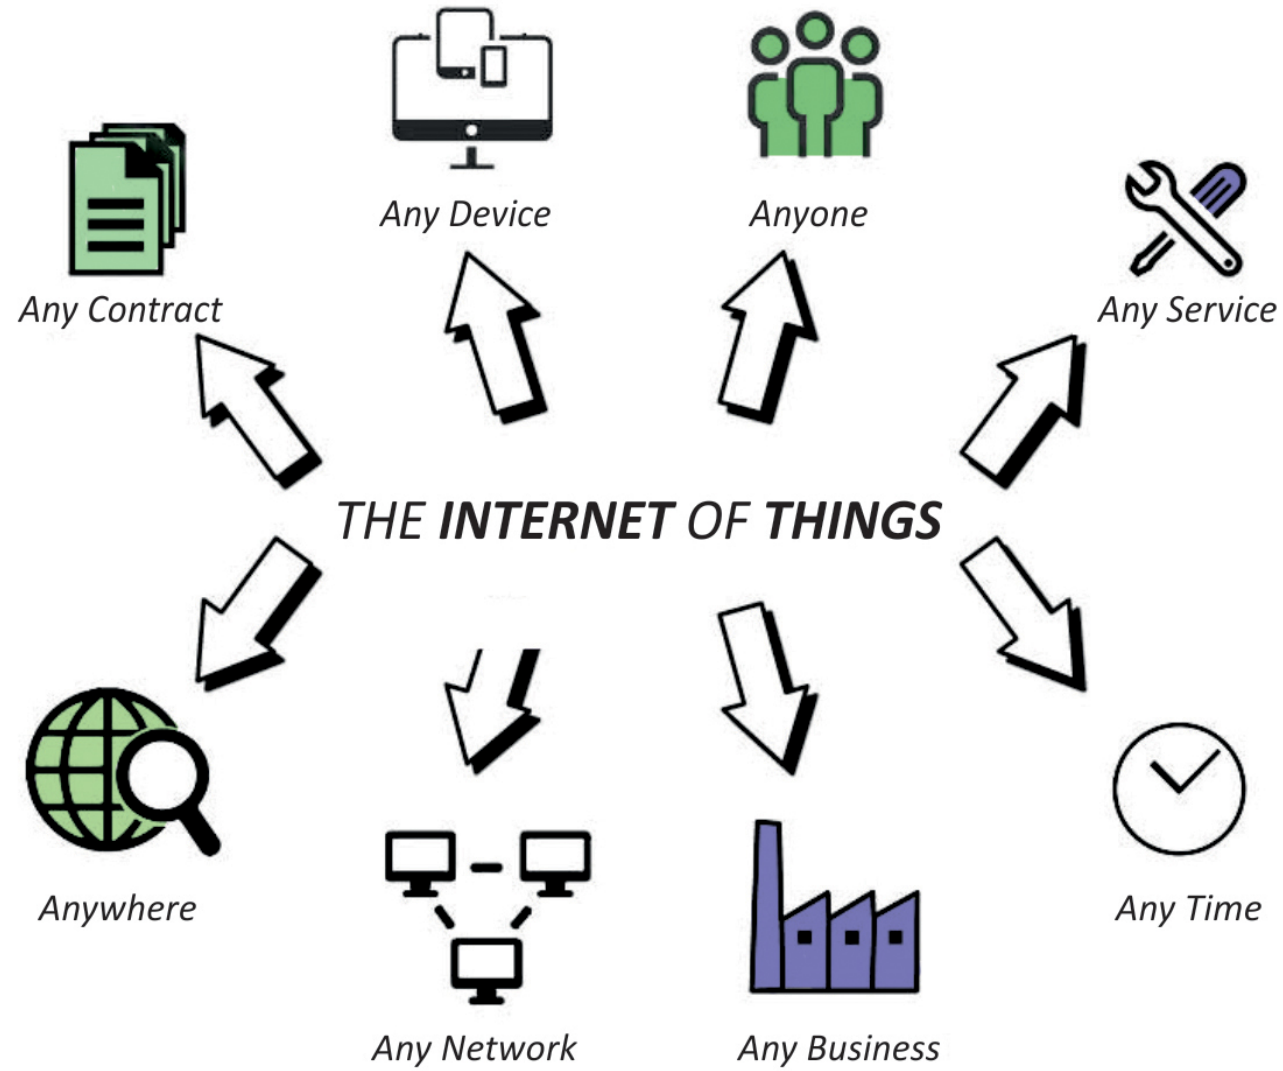 Any Device
Anyone
Any Contract
Any Service
THE INTERNET OF THINGS
Anywhere
Any Time
Any Network
Any Business